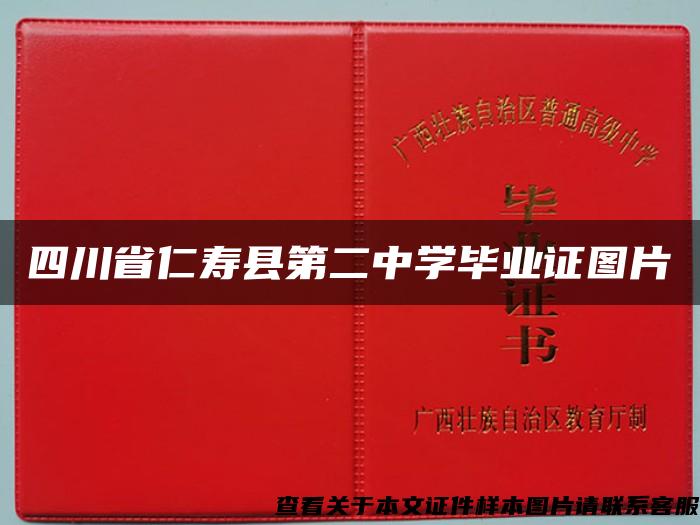 广西壮族自治区普通高级中学
毕业证书
四川省仁寿县第二中学毕业证图片
广西壮族自治区教育厅制
查看关于本文证件样本图片请联系客服